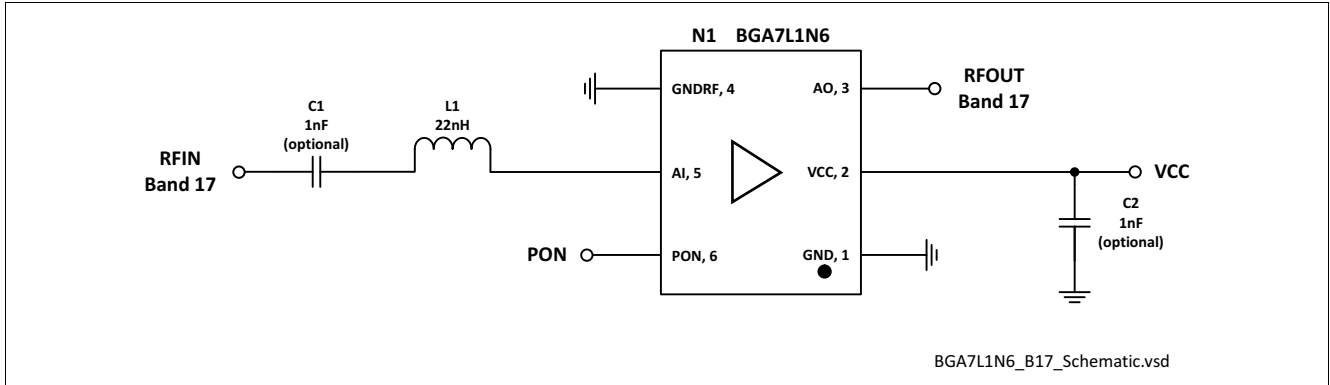 N1 BGA7L1N6
GNDRF, 4
AO, 3
RFOUT
Band 17
C1
1nF
(optional)
L1
22nH
RFIN
Band 17
AI, 5
VCC, 2
VCC
C2
1nF
(optional)
PON
PON, 6
GND, 1
BGA7L1N6_B17_Schematic.vsd